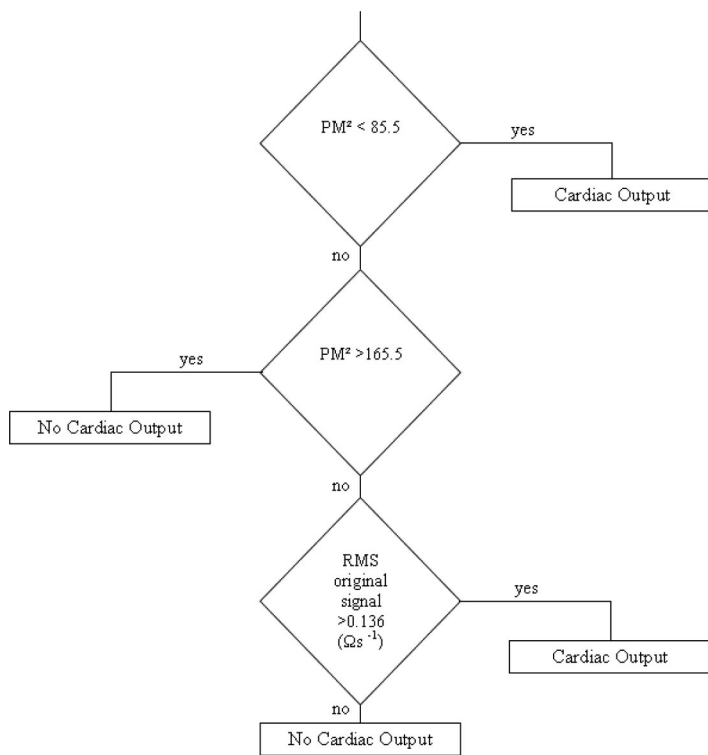 PM² < 85.5
yes
Cardiac Output
no
PM² >165.5
yes
No Cardiac Output
no
RMS
original
signal
>0.136
(Ωs⁻¹)
yes
Cardiac Output
no
No Cardiac Output